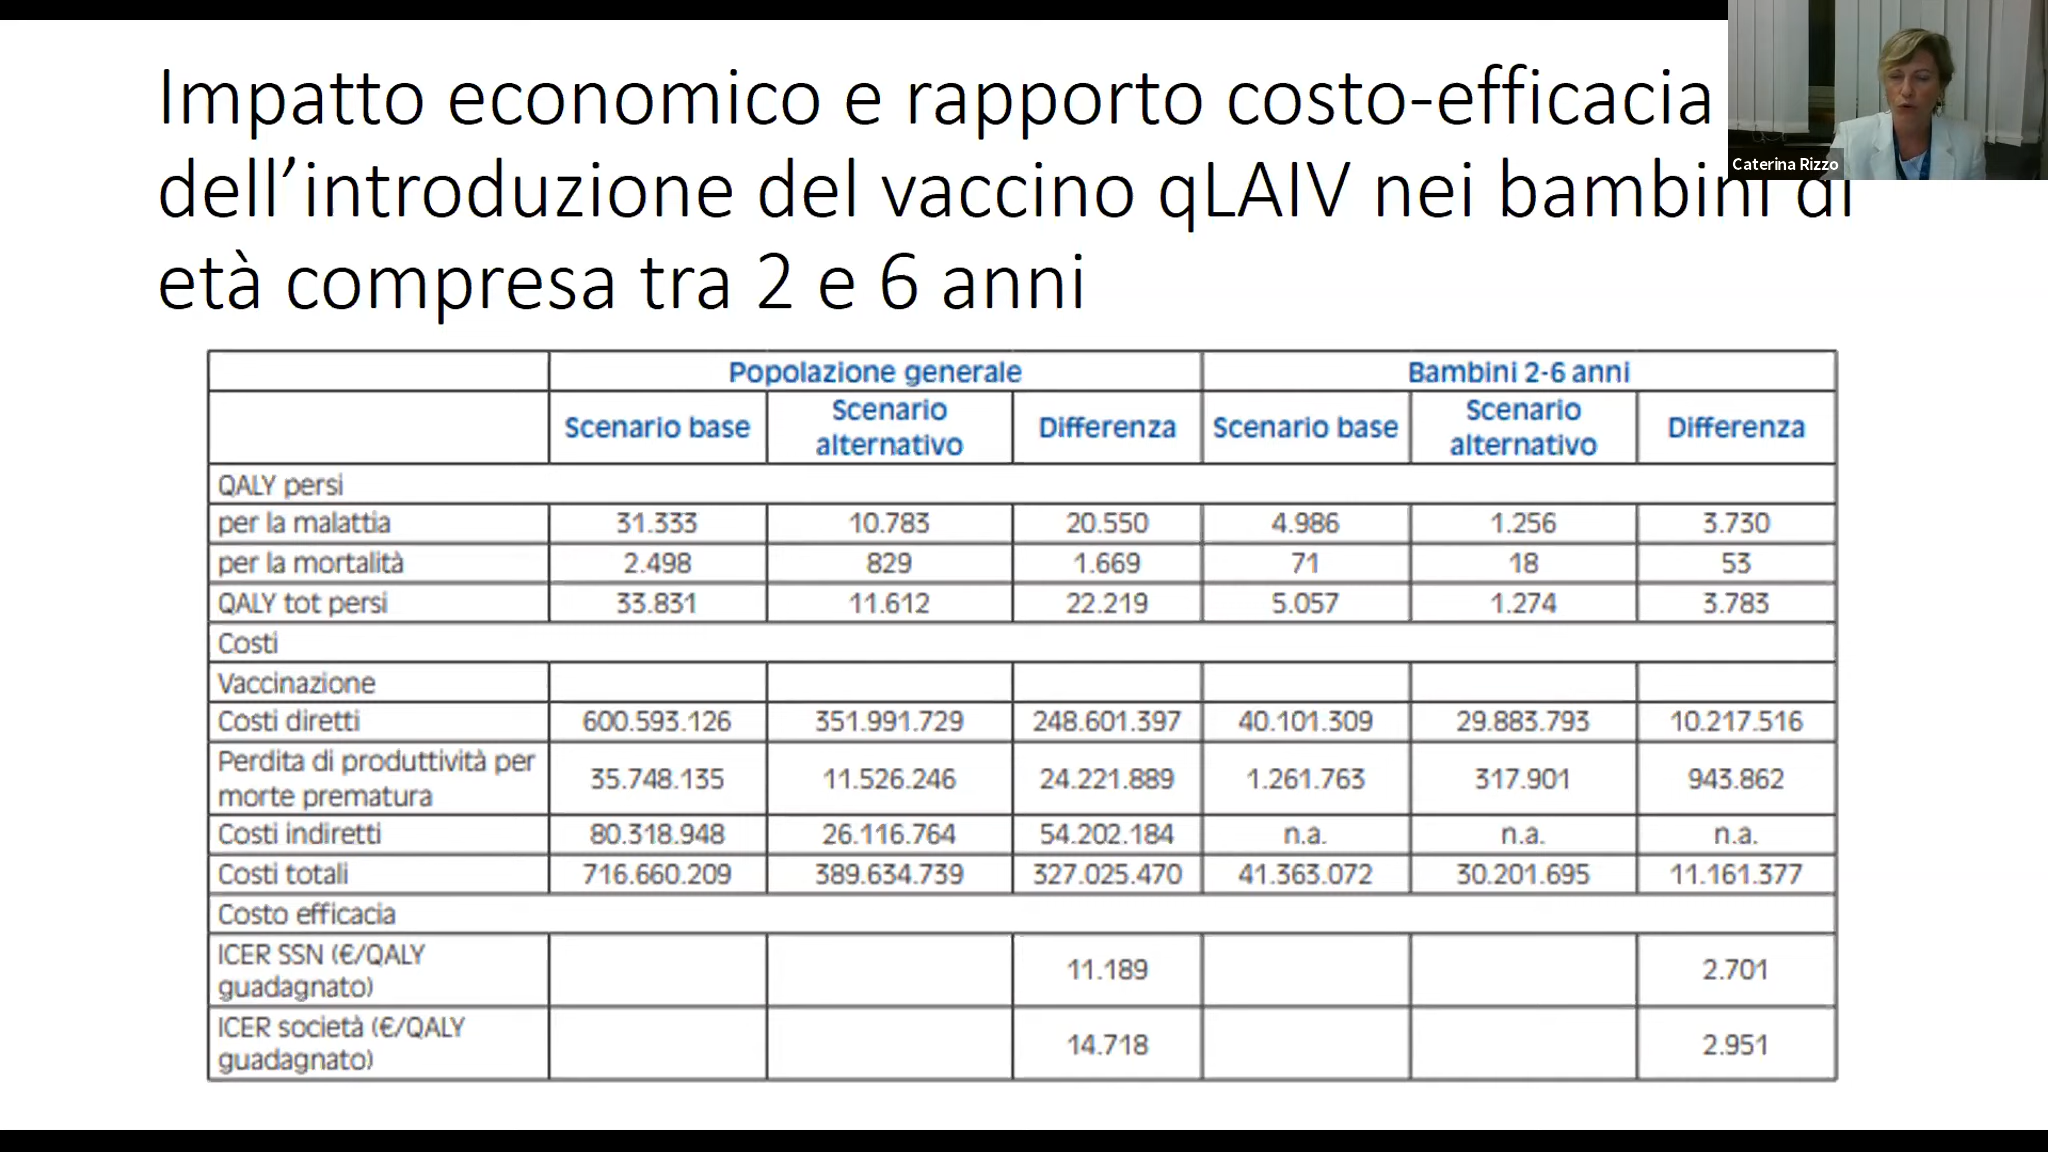 Impatto economico e rapporto costo-efficacia
dell’introduzione del vaccino qLAIV nei bambini di
età compresa tra 2 e 6 anni
Caterina Rizzo
Popolazione generale Bambini 2-6 anni
Scenario base Scenario alternativo Differenza Scenario base Scenario alternativo Differenza
QALY persi
per la malattia 31.333 10.783 20.550 4.986 1.256 3.730
per la mortalità 2.498 829 1.669 71 18 53
QALY tot persi 33.831 11.612 22.219 5.057 1.274 3.783
Costi
Vaccinazione
Costi diretti 600.593.126 351.991.729 248.601.397 40.101.309 29.883.793 10.217.516
Perdita di produttività per
morte prematura 35.748.135 11.526.246 24.221.889 1.261.763 317.901 943.862
Costi indiretti 80.318.948 26.116.764 54.202.184 n.a. n.a. n.a.
Costi totali 716.660.209 389.634.739 327.025.470 41.363.072 30.201.695 11.161.377
Costo efficacia
ICER SSN (€/QALY
guadagnato) 11.189 2.701
ICER società (€/QALY
guadagnato) 14.718 2.951